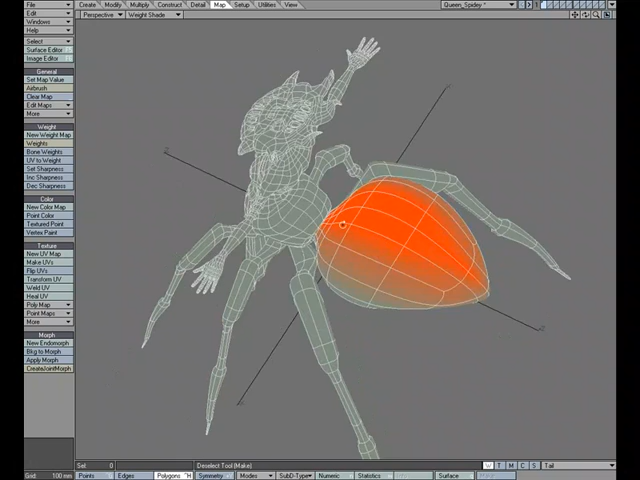 File Create Modify Multiply Construct Detail Map Setup Utilities View Queen_Spidey 1
Edit Perspective Weight Shade
Windows
Help
Select
Surface Editor
Image Editor
General
Set Map Value
Airbrush
Clear Map
Edit Maps
More
Weight
New Weight Map
Weights
Bone Weights
UV to Weight
Set Sharpness
Inc Sharpness
Dec Sharpness
Color
New Color Map
Point Color
Textured Point
Vertex Paint
Texture
New UV Map
Make UVs
Flip UVs
Transform UV
Weld UV
Heal UV
Poly Map
Point Maps
More
Morph
New Endomorph
Bkg to Morph
Apply Morph
CreateJointMorph
Sel 0 Deselect Tool (Make) W T M C S Tail
Grid 100 mm Points Edges Polygons ^H Symmetry Modes SubD-Type Numeric Statistics Surface